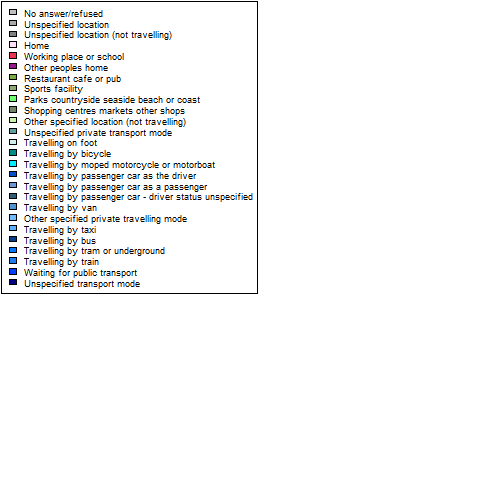 No answer/refused
Unspecified location
Unspecified location (not travelling)
Home
Working place or school
Other peoples home
Restaurant cafe or pub
Sports facility
Parks countryside seaside beach or coast
Shopping centres markets other shops
Other specified location (not travelling)
Unspecified private transport mode
Travelling on foot
Travelling by bicycle
Travelling by moped motorcycle or motorboat
Travelling by passenger car as the driver
Travelling by passenger car as a passenger
Travelling by passenger car - driver status unspecified
Travelling by van
Other specified private travelling mode
Travelling by taxi
Travelling by bus
Travelling by tram or underground
Travelling by train
Waiting for public transport
Unspecified transport mode